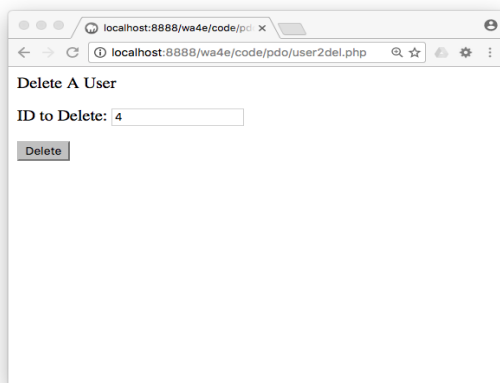 localhost:8888/wa4e/code/pd
localhost:8888/wa4e/code/pdo/user2del.php
Delete A User
ID to Delete: 4
Delete